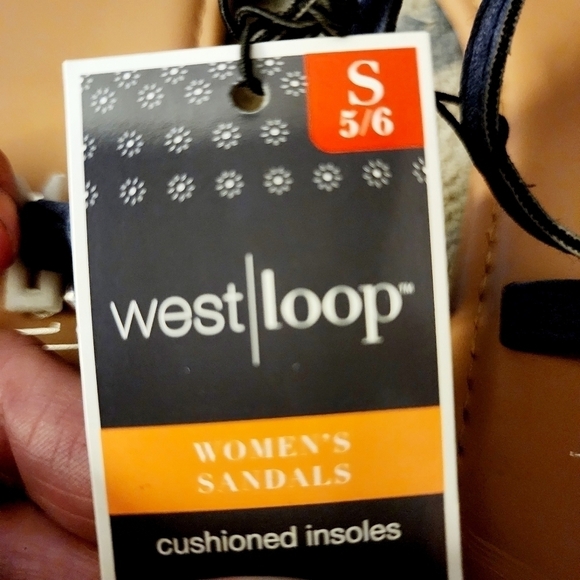 S
5/6
west|loop™
WOMEN'S
SANDALS
cushioned insoles